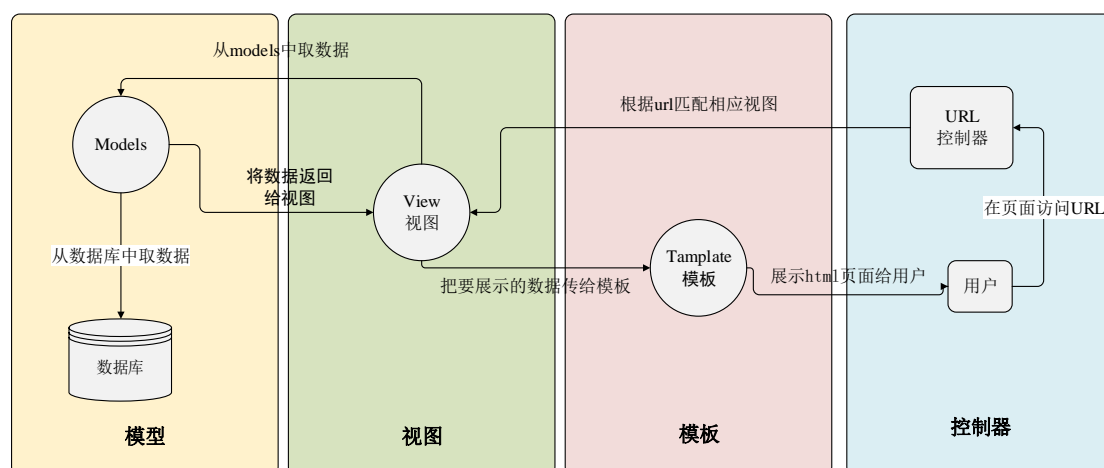 从models中取数据
根据url匹配相应视图
URL
控制器
Models
将数据返回
给视图
View
视图
在页面访问URL
从数据库中取数据
Tamplate
模板
展示html页面给用户
用户
把要展示的数据传给模板
数据库
模型
视图
模板
控制器